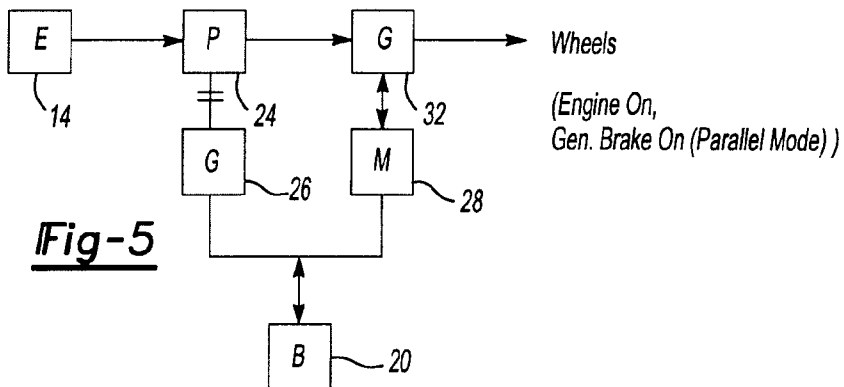 E P G Wheels
14 24 32 (Engine On,
Gen. Brake On (Parallel Mode) )
G M
26 28
Fig-5
B 20